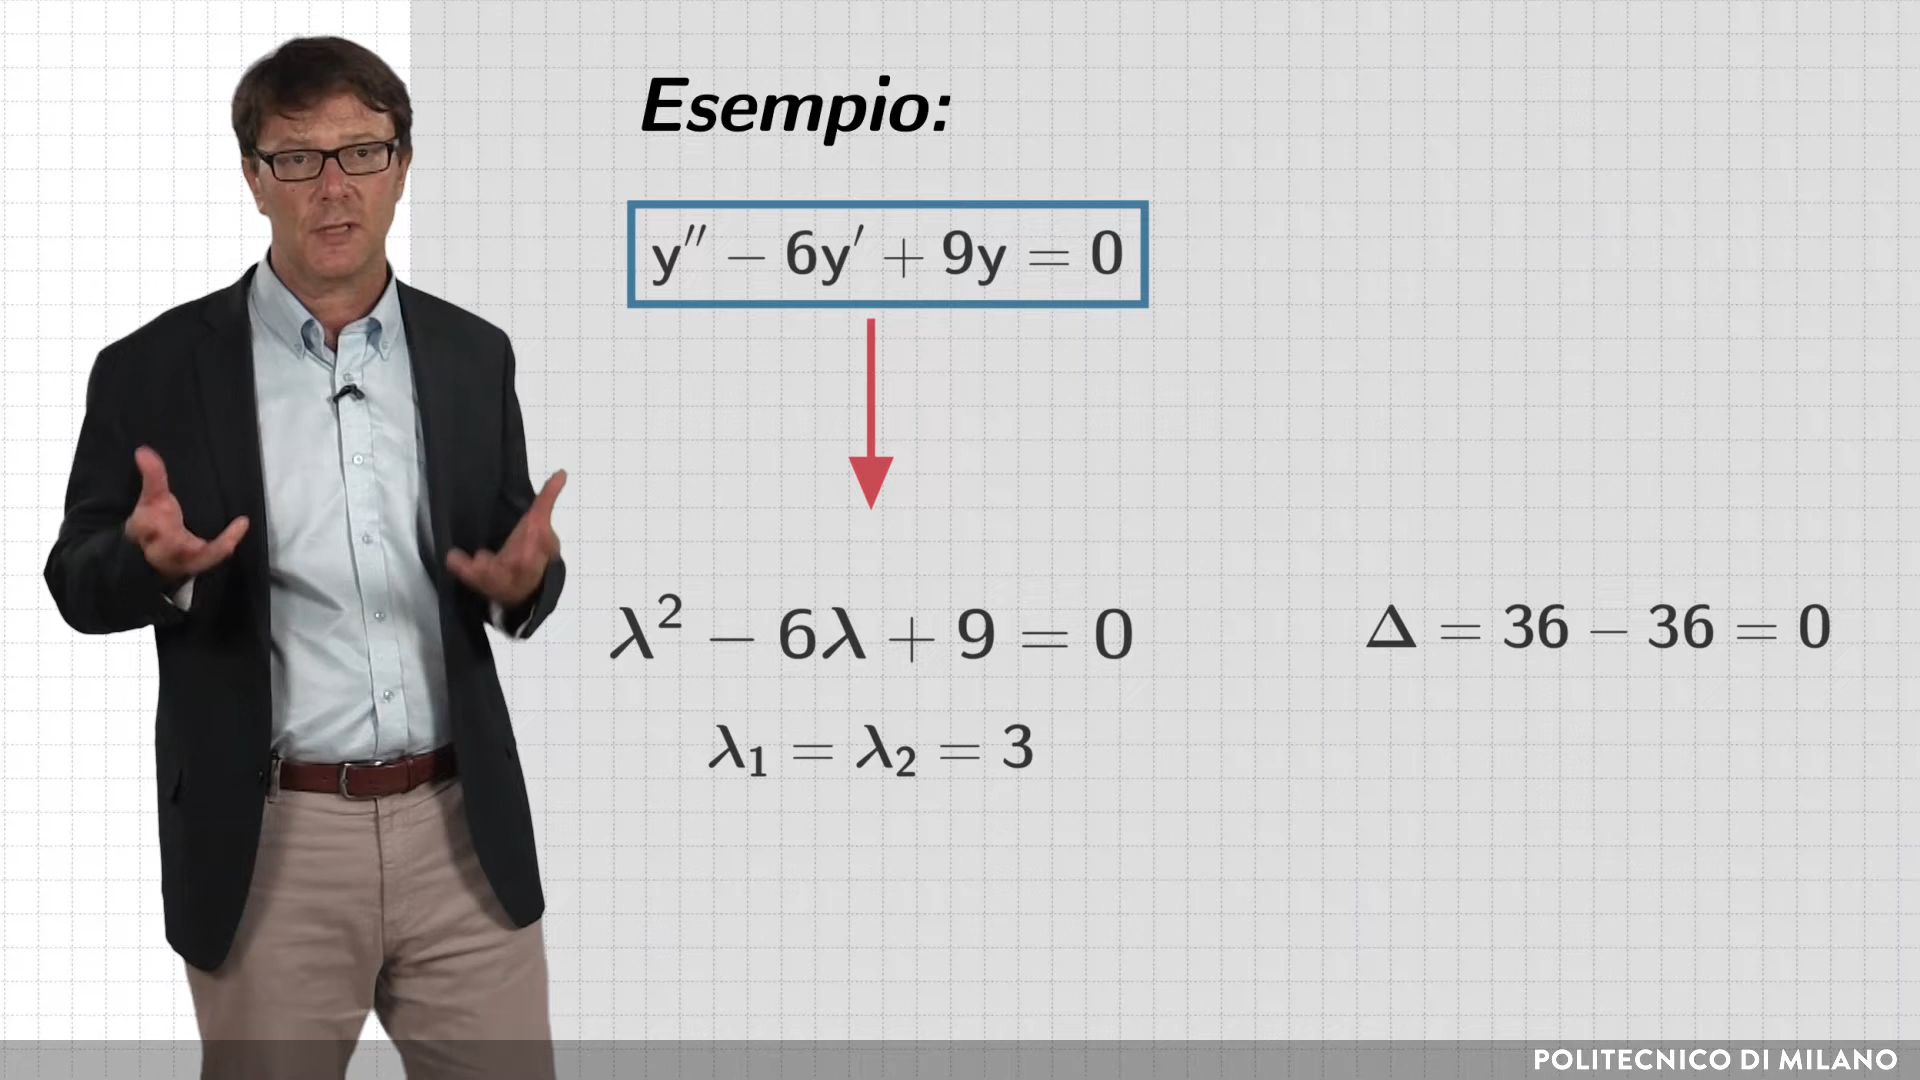 Esempio:
y″ − 6y′ + 9y = 0
λ² − 6λ + 9 = 0
Δ = 36 − 36 = 0
λ₁ = λ₂ = 3
POLITECNICO DI MILANO